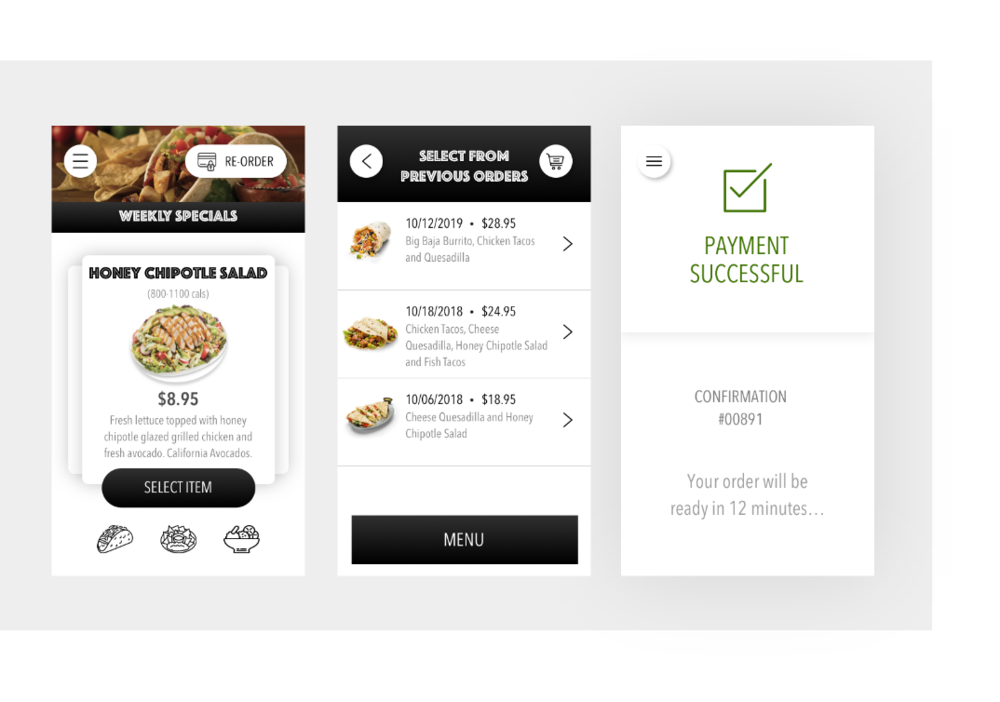 RE-ORDER
WEEKLY SPECIALS
HONEY CHIPOTLE SALAD
(800-1100 cals)
$8.95
Fresh lettuce topped with honey
chipotle glazed grilled chicken and
fresh avocado. California Avocados.
SELECT ITEM
SELECT FROM
PREVIOUS ORDERS
10/12/2019 • $28.95
Big Baja Burrito, Chicken Tacos
and Quesadilla
10/18/2018 • $24.95
Chicken Tacos, Cheese
Quesadilla, Honey Chipotle Salad
and Fish Tacos
10/06/2018 • $18.95
Cheese Quesadilla and Honey
Chipotle Salad
MENU
PAYMENT
SUCCESSFUL
CONFIRMATION
#00891
Your order will be
ready in 12 minutes...